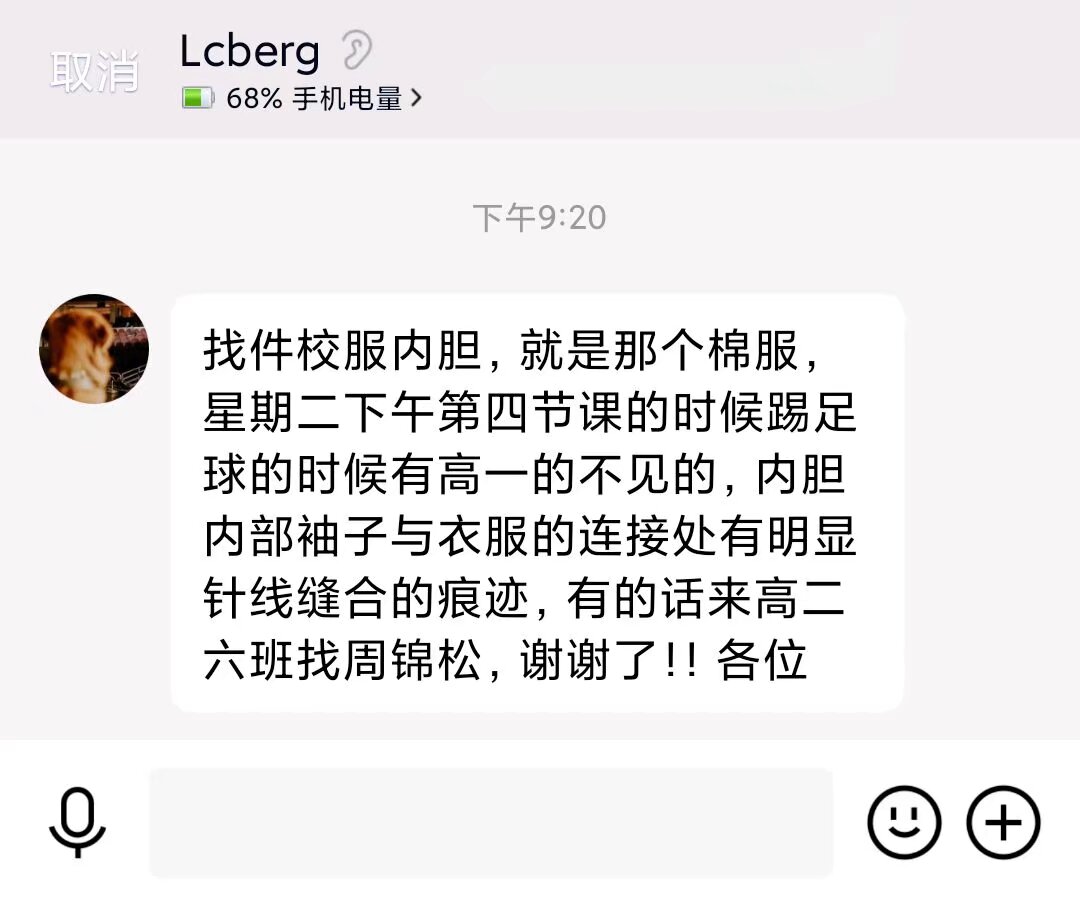 取消
Lcberg
68% 手机电量
下午9:20
找件校服内胆，就是那个棉服，
星期二下午第四节课的时候踢足
球的时候有高一的不见的，内胆
内部袖子与衣服的连接处有明显
针线缝合的痕迹，有的话来高二
六班找周锦松，谢谢了!! 各位